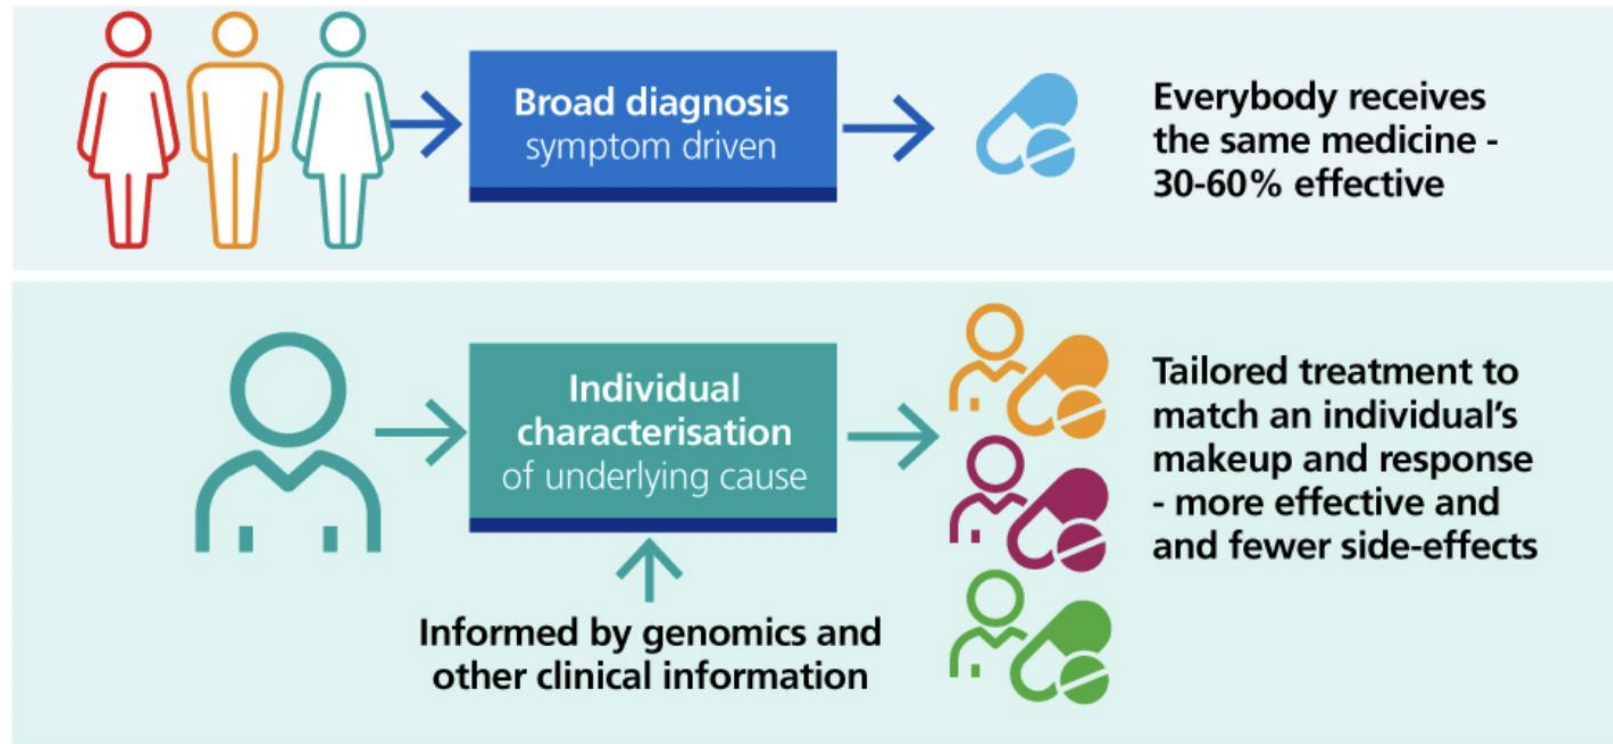 Broad diagnosis
symptom driven
Everybody receives
the same medicine -
30-60% effective
Individual
characterisation
of underlying cause
Informed by genomics and
other clinical information
Tailored treatment to
match an individual’s
makeup and response
- more effective and
and fewer side-effects